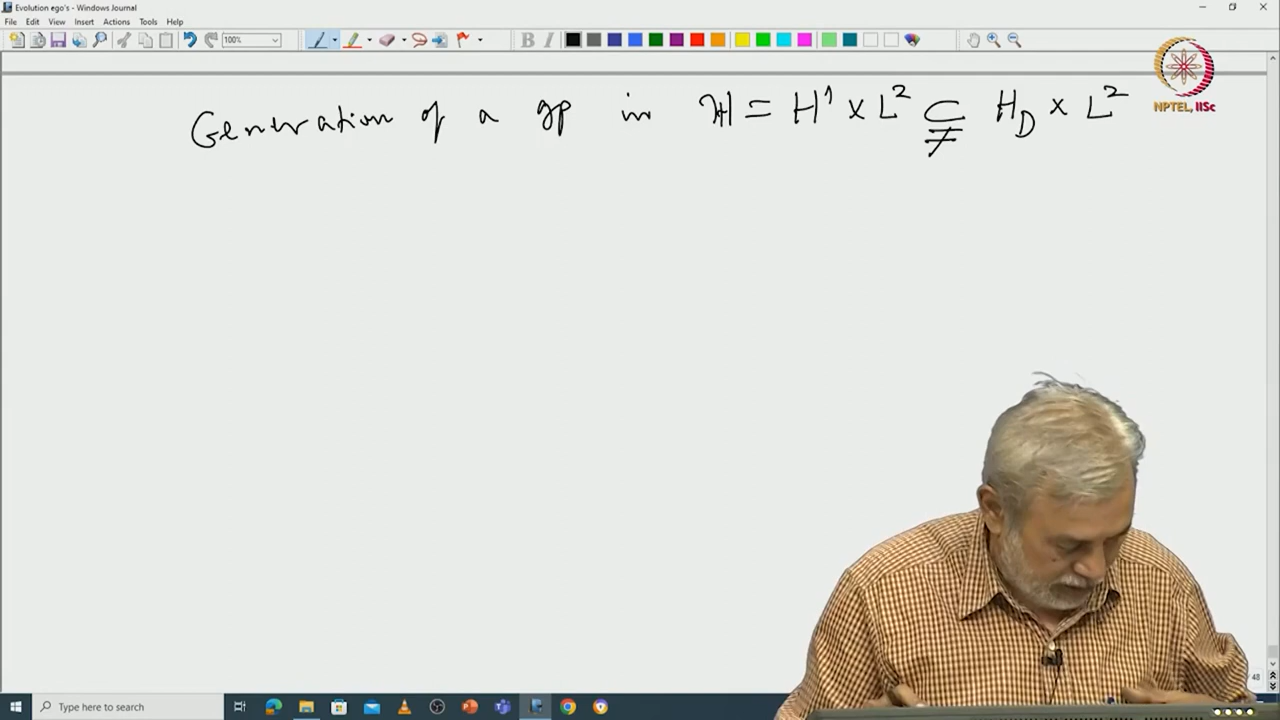 Evolution eqo's - Windows Journal
File Edit View Insert Actions Tools Help
100%
B I
NPTEL, IISc
Generation of a gp in ℋ = H¹ × L² ⊊ H_D × L²
/ 48
Type here to search